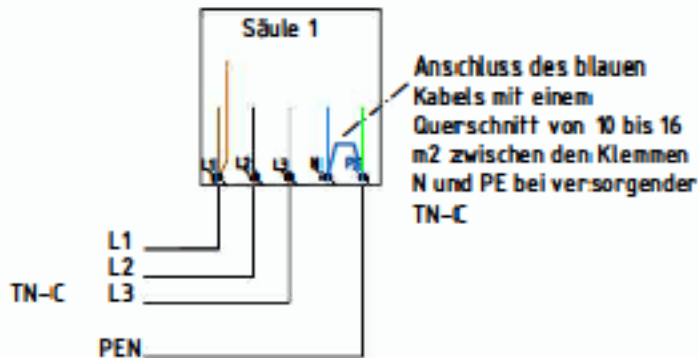 Säule 1
Anschluss des blauen
Kabels mit einem
Querschnitt von 10 bis 16
m2 zwischen den Klemmen
N und PE bei versorgender
TN-C
L1 L2 L3 N PE
L1
L2
TN-C L3
PEN